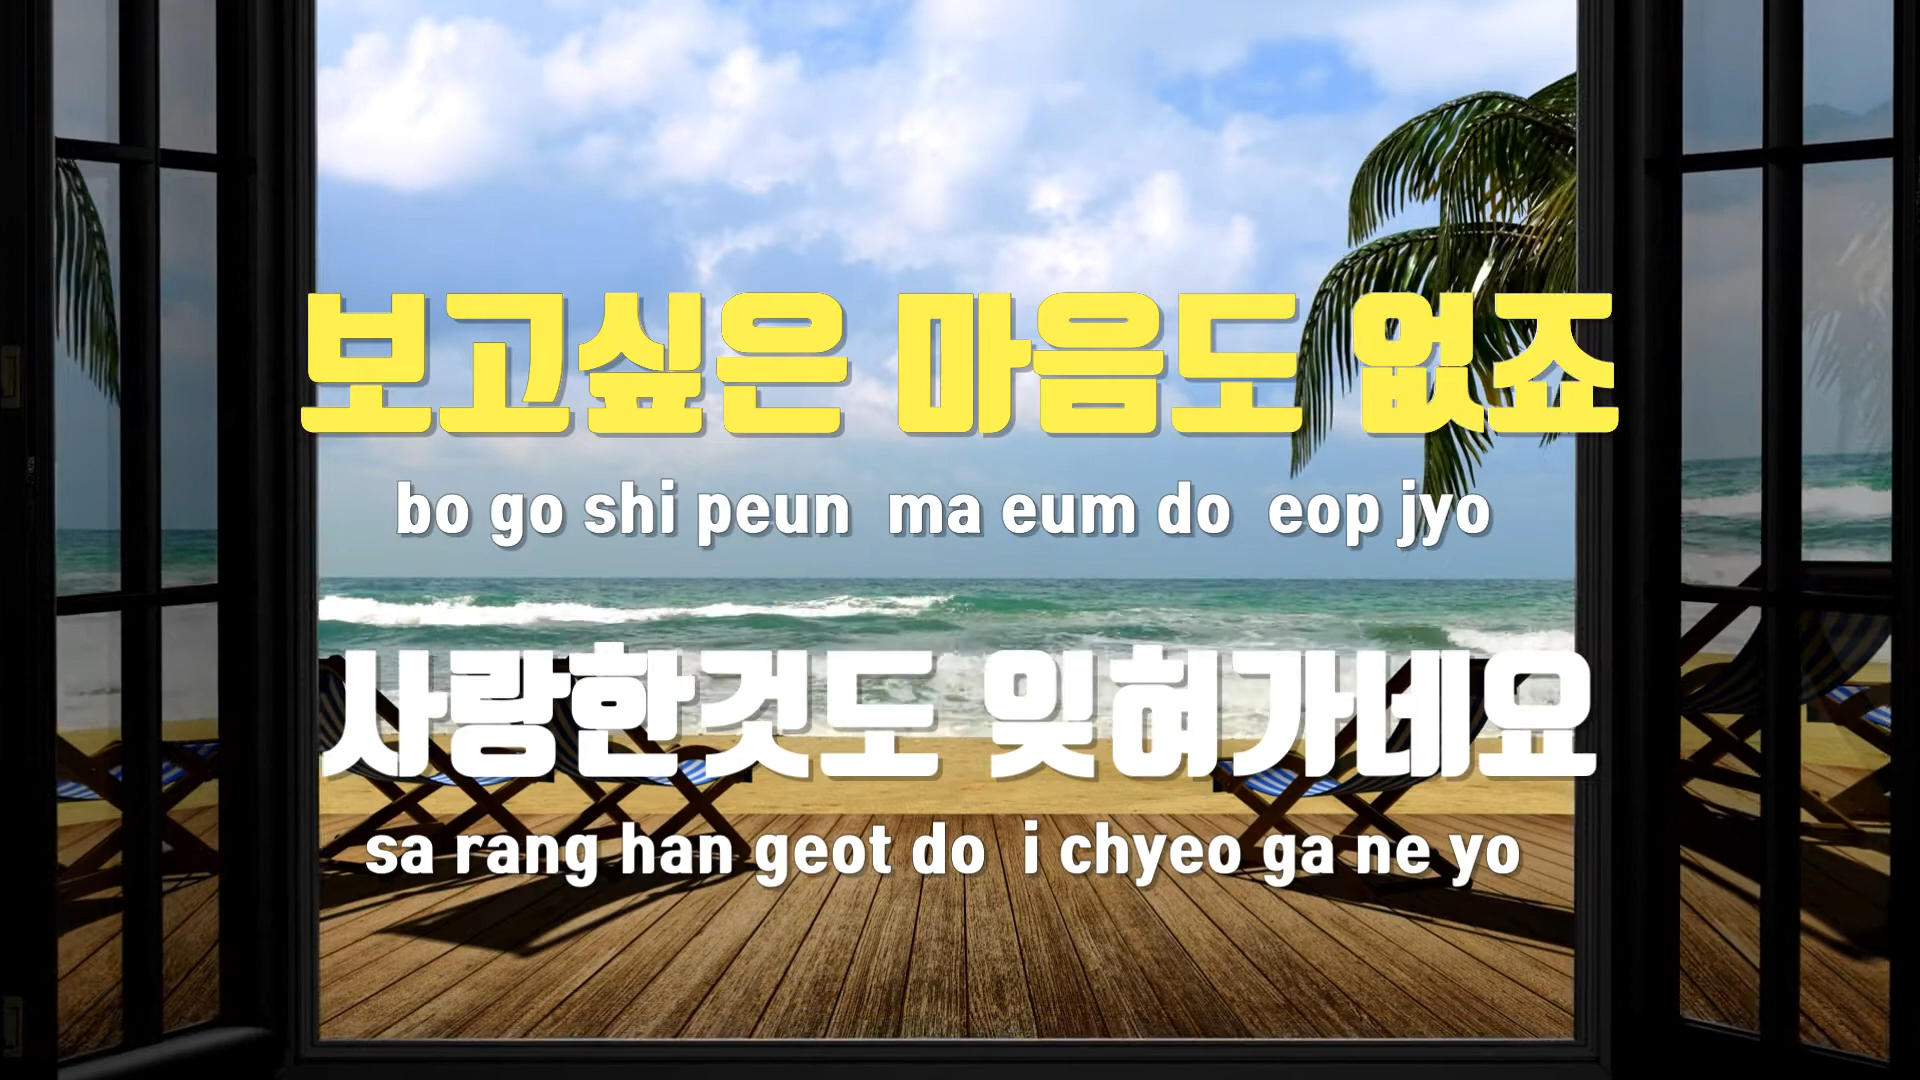 보고싶은 마음도 없죠
bo go shi peun ma eum do eop jyo
사랑한것도 잊혀가네요
sa rang han geot do i chyeo ga ne yo